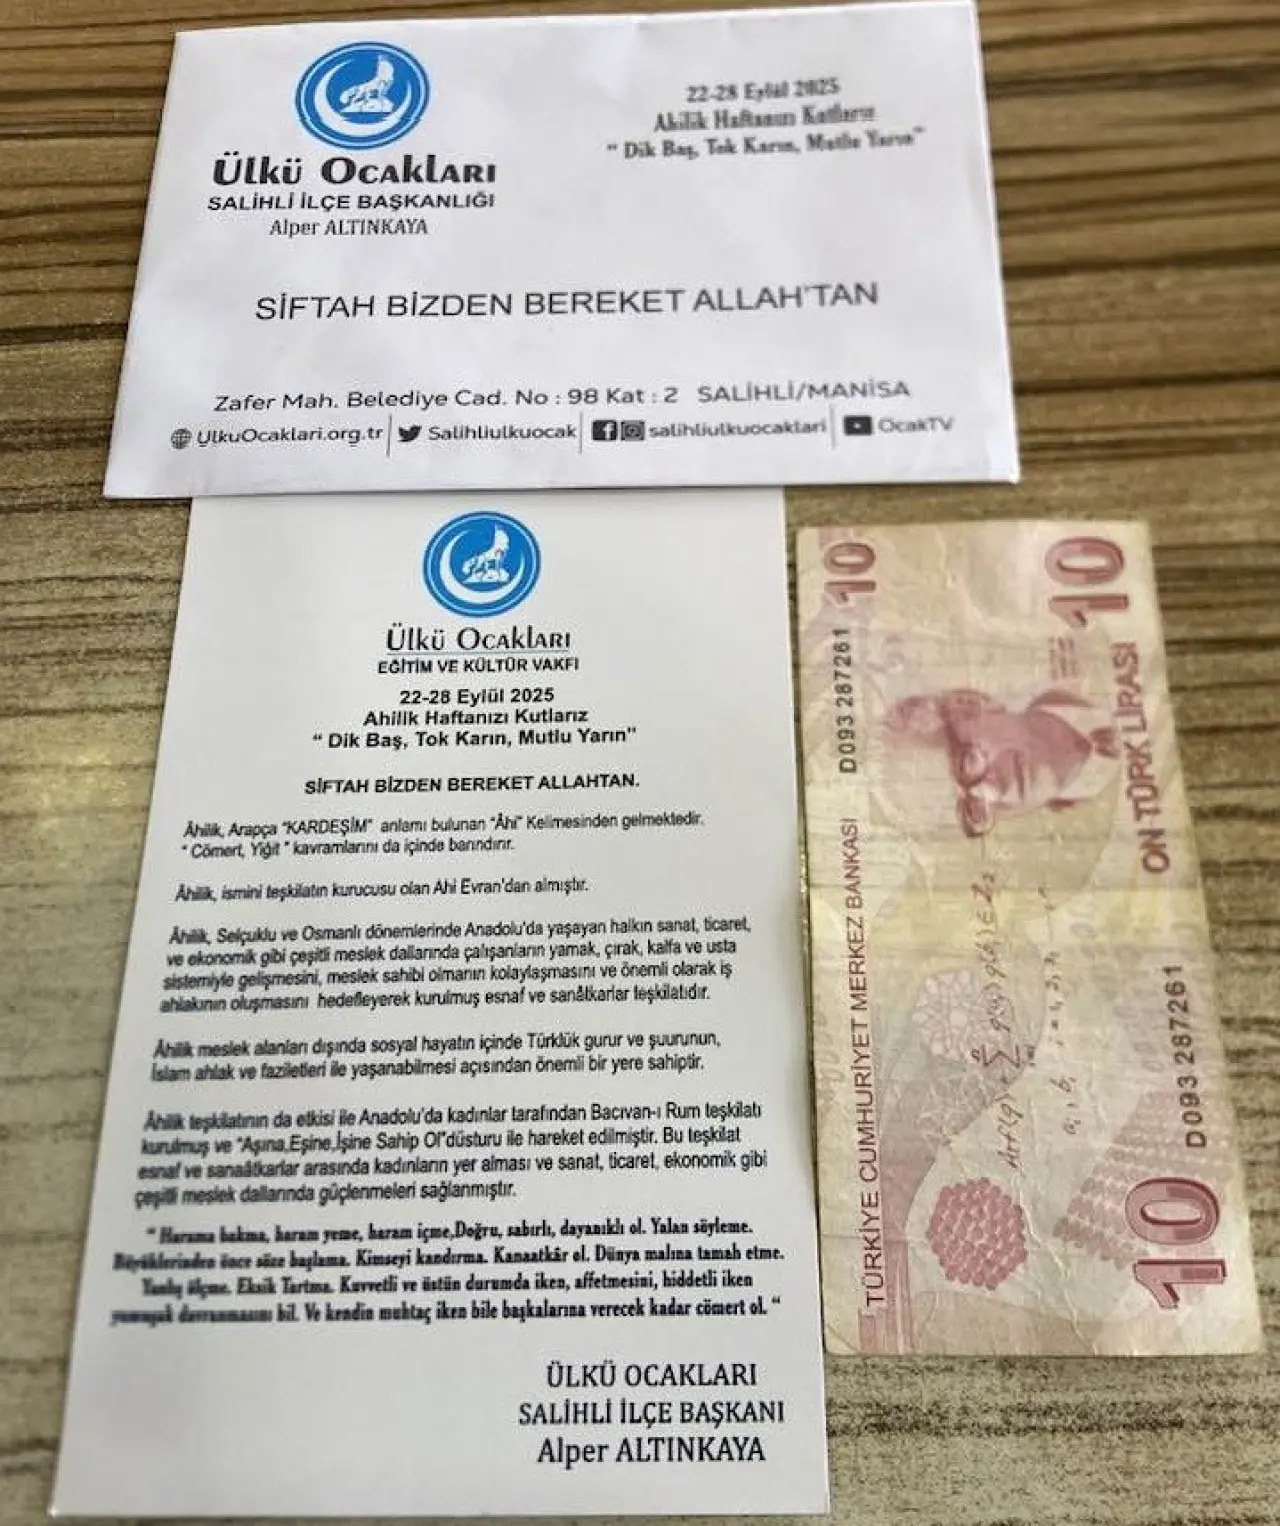 Ülkü Ocakları
SALİHLİ İLÇE BAŞKANLIĞI
Alper ALTINKAYA
22-28 Eylül 2025
Ahilik Haftanızı Kutlarız
“ Dik Baş, Tok Karın, Mutlu Yarın”
SİFTAH BİZDEN BEREKET ALLAH'TAN
Zafer Mah. Belediye Cad. No : 98 Kat : 2 SALİHLİ/MANİSA
UlkuOcaklari.org.tr Salihliulkuocak salihliulkuocaklari OcakTV
Ülkü Ocakları
EĞİTİM VE KÜLTÜR VAKFI
22-28 Eylül 2025
Ahilik Haftanızı Kutlarız
“ Dik Baş, Tok Karın, Mutlu Yarın”
SİFTAH BİZDEN BEREKET ALLAHTAN.
Âhilik, Arapça “KARDEŞİM” anlamı bulunan “Âhi” Kelimesinden gelmektedir.
“ Cömert, Yiğit “ kavramlarını da içinde barındırır.
Âhilik, ismini teşkilatın kurucusu olan Ahi Evran'dan almıştır.
Âhilik, Selçuklu ve Osmanlı dönemlerinde Anadolu'da yaşayan halkın sanat, ticaret,
ve ekonomik gibi çeşitli meslek dallarında çalışanların yamak, çırak, kalfa ve usta
sistemiyle gelişmesini, meslek sahibi olmanın kolaylaşmasını ve önemli olarak iş
ahlakının oluşmasını hedefleyerek kurulmuş esnaf ve sanâtkarlar teşkilatıdır.
Âhilik meslek alanları dışında sosyal hayatın içinde Türklük gurur ve şuurunun,
İslam ahlak ve faziletleri ile yaşanabilmesi açısından önemli bir yere sahiptir.
Âhilik teşkilatının da etkisi ile Anadolu'da kadınlar tarafından Bacıvan-ı Rum teşkilatı
kurulmuş ve “Aşına,Eşine,İşine Sahip Ol”düsturu ile hareket edilmiştir. Bu teşkilat
esnaf ve sanaâtkarlar arasında kadınların yer alması ve sanat, ticaret, ekonomik gibi
çeşitli meslek dallarında güçlenmeleri sağlanmıştır.
“ Harama bakma, haram yeme, haram içme,Doğru, sabırlı, dayanıklı ol. Yalan söyleme.
Büyüklerinden önce söze başlama. Kimseyi kandırma. Kanaatkâr ol. Dünya malına tamah etme.
Yanlış ölçme. Eksik Tartma. Kuvvetli ve üstün durumda iken, affetmesini, hiddetli iken
yumuşak davranmasını bil. Ve kendin muhtaç iken bile başkalarına verecek kadar cömert ol. “
ÜLKÜ OCAKLARI
SALİHLİ İLÇE BAŞKANI
Alper ALTINKAYA
10
10
D093 287261
TÜRKİYE CUMHURİYET MERKEZ BANKASI
ON TÜRK LİRASI
D093 287261
10